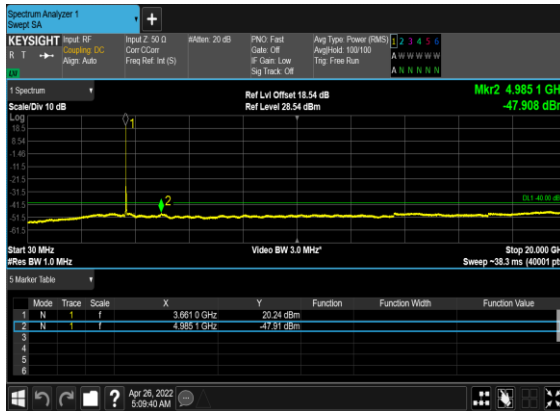 Spectrum Analyzer 1
Swept SA
KEYSIGHT
R T
Input: RF
Coupling: DC
Align: Auto
Input Z: 50 Ω
Corr CCorr
Freq Ref: Int (S)
#Atten: 20 dB
PNO: Fast
Gate: Off
IF Gain: Low
Sig Track: Off
Avg Type: Power (RMS)
Avg|Hold: 100/100
Trig: Free Run
1 2 3 4 5 6
A W W W W W
A N N N N N
1 Spectrum
Scale/Div 10 dB
Ref Lvl Offset 18.54 dB
Ref Level 28.54 dBm
Mkr2 4.985 1 GH
-47.908 dBm
Log
18.5
8.54
-1.46
-11.5
-21.5
-31.5
-41.5
-51.5
-61.5
1
2
DL1 -40.00 dB
Start 30 MHz
#Res BW 1.0 MHz
Video BW 3.0 MHz*
Stop 20.000 GH
Sweep ~38.3 ms (40001 pt
5 Marker Table
Mode Trace Scale X Y Function Function Width Function Value
1 N 1 f 3.661 0 GHz 20.24 dBm
2 N 1 f 4.985 1 GHz -47.91 dBm
3
4
5
6
Apr 26, 2022
5:09:40 AM